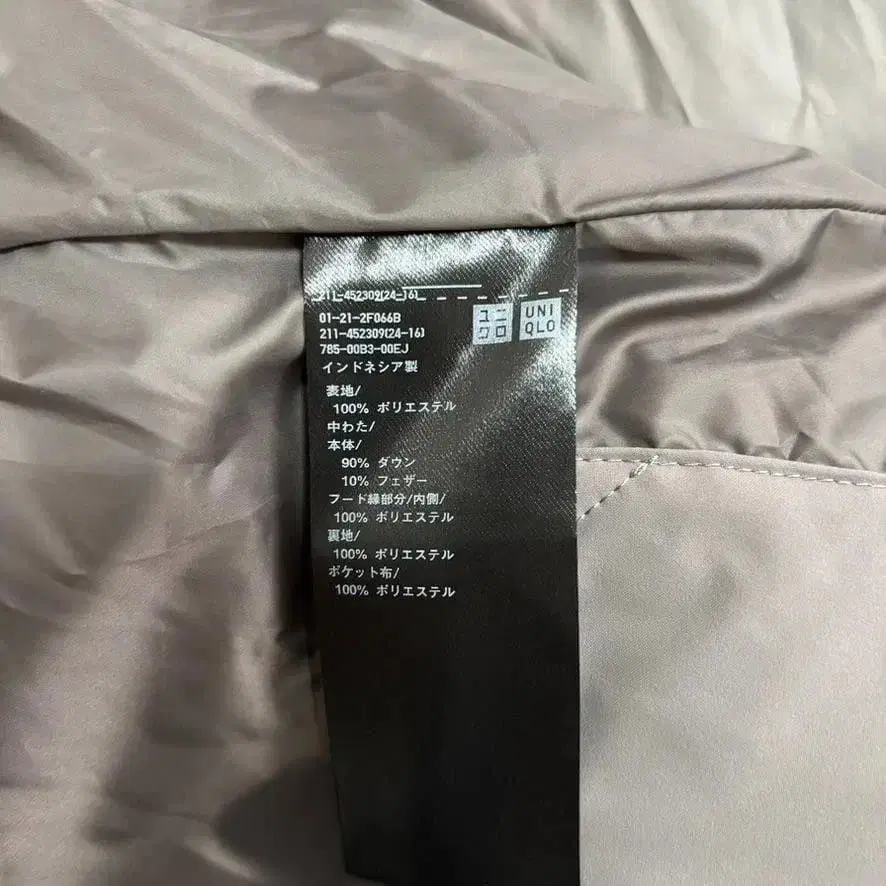 211-452309(24-16)
01-21-2F066B
211-452309(24-16)
785-00B3-00EJ
ユニクロ
UNIQLO
インドネシア製
表地/
100% ポリエステル
中わた/
本体/
90% ダウン
10% フェザー
フード縁部分/内側/
100% ポリエステル
裏地/
100% ポリエステル
ポケット布/
100% ポリエステル